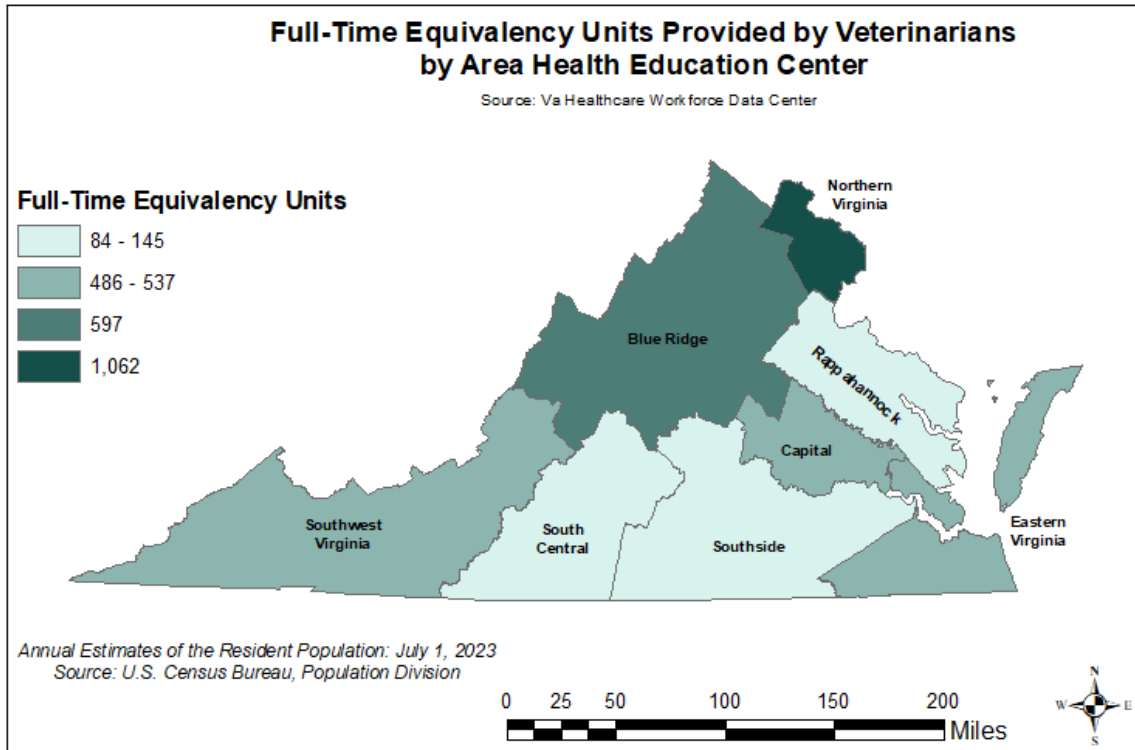 Full-Time Equivalency Units Provided by Veterinarians
by Area Health Education Center
Source: Va Healthcare Workforce Data Center
Full-Time Equivalency Units
84 - 145
486 - 537
597
1,062
Northern
Virginia
Blue Ridge
Rappahannock
Capital
Southwest
Virginia
South
Central
Southside
Eastern
Virginia
Annual Estimates of the Resident Population: July 1, 2023
Source: U.S. Census Bureau, Population Division
0 25 50 100 150 200
Miles
N
W E
S